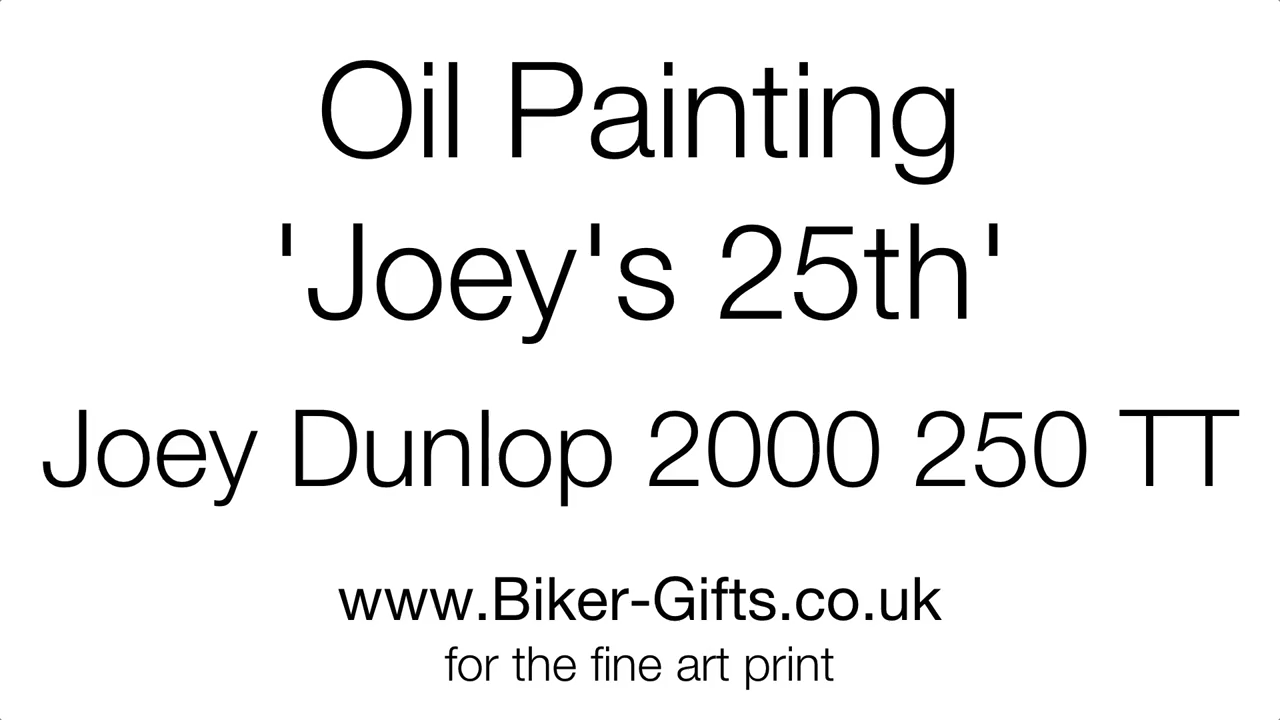 Oil Painting
'Joey's 25th'
Joey Dunlop 2000 250 TT
www.Biker-Gifts.co.uk
for the fine art print